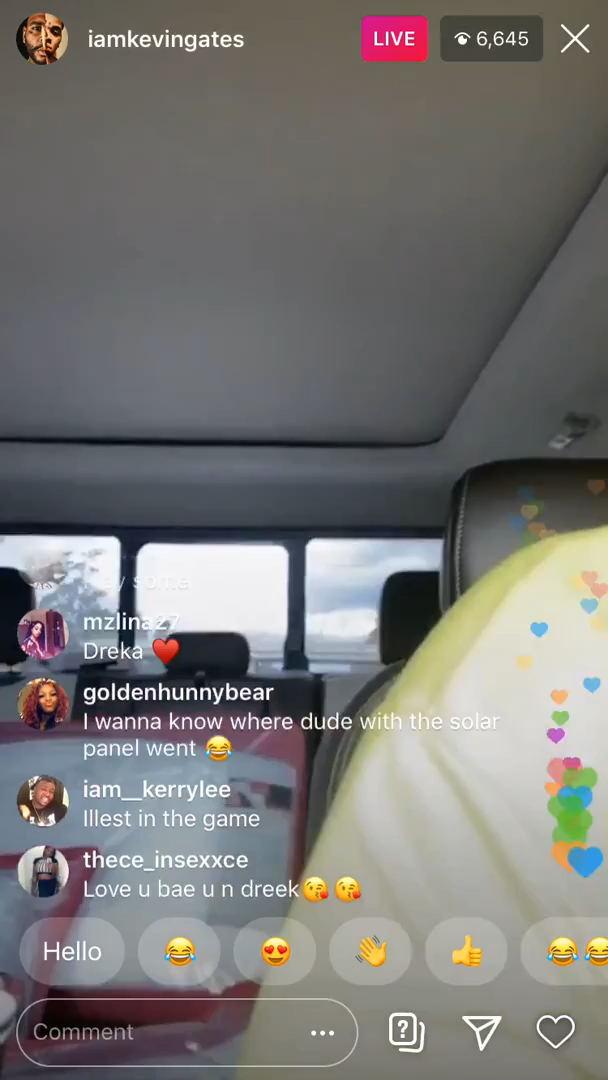 iamkevingates
LIVE
6,645
some
mzlina27
Dreka ❤️
goldenhunnybear
I wanna know where dude with the solar
panel went 😂
iam__kerrylee
Illest in the game
thece_insexxce
Love u bae u n dreek😘 😘
Hello
Comment